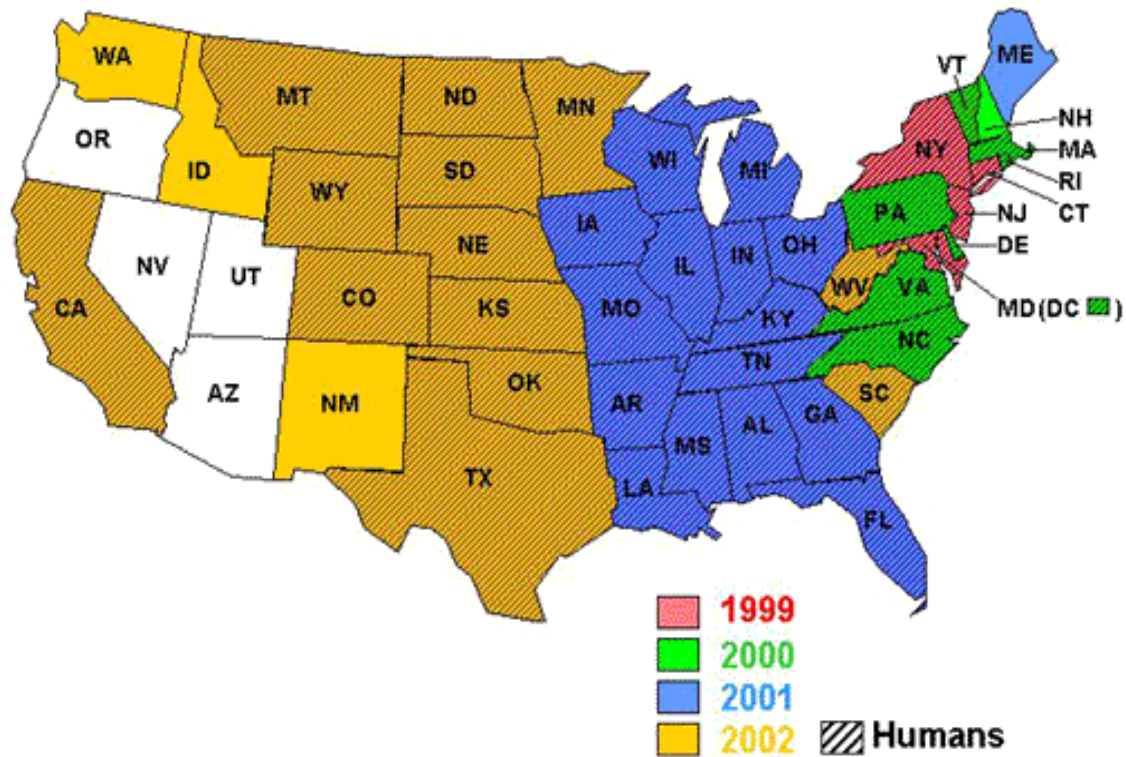 WA
MT
ND
MN
OR
ID
WY
SD
WI
MI
VT
ME
NH
NY
MA
RI
CT
NJ
DE
PA
MD (DC )
NE
IA
IL
IN
OH
NV
UT
CO
KS
MO
KY
WV
VA
CA
AZ
NM
OK
AR
TN
NC
SC
TX
LA
MS
AL
GA
FL
1999
2000
2001
2002
Humans